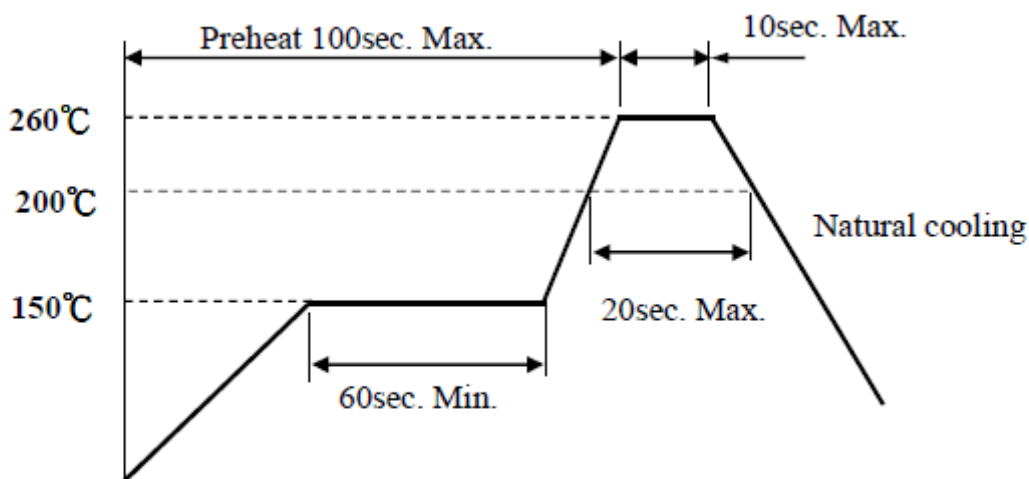 Preheat 100sec. Max.
10sec. Max.
260℃
200℃
Natural cooling
150℃
20sec. Max.
60sec. Min.